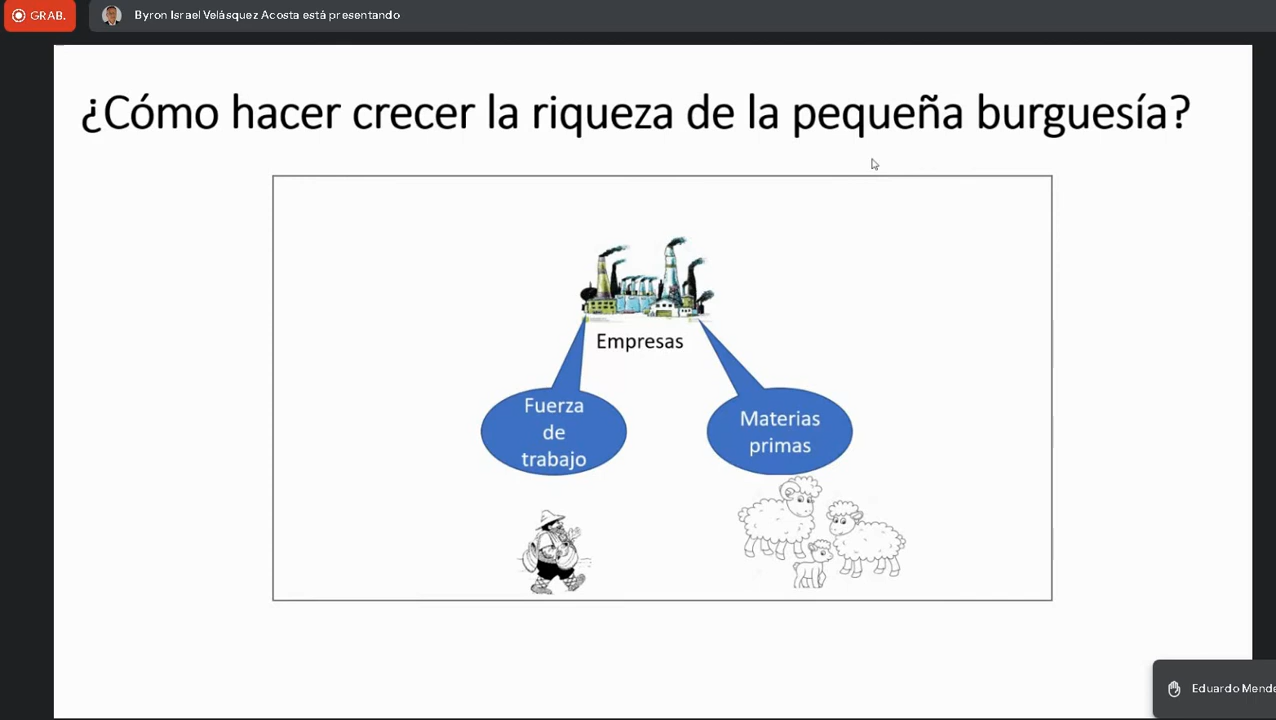 GRAB.
Byron Israel Velásquez Acosta está presentando
¿Cómo hacer crecer la riqueza de la pequeña burguesía?
Empresas
Fuerza
de
trabajo
Materias
primas
Eduardo Mende